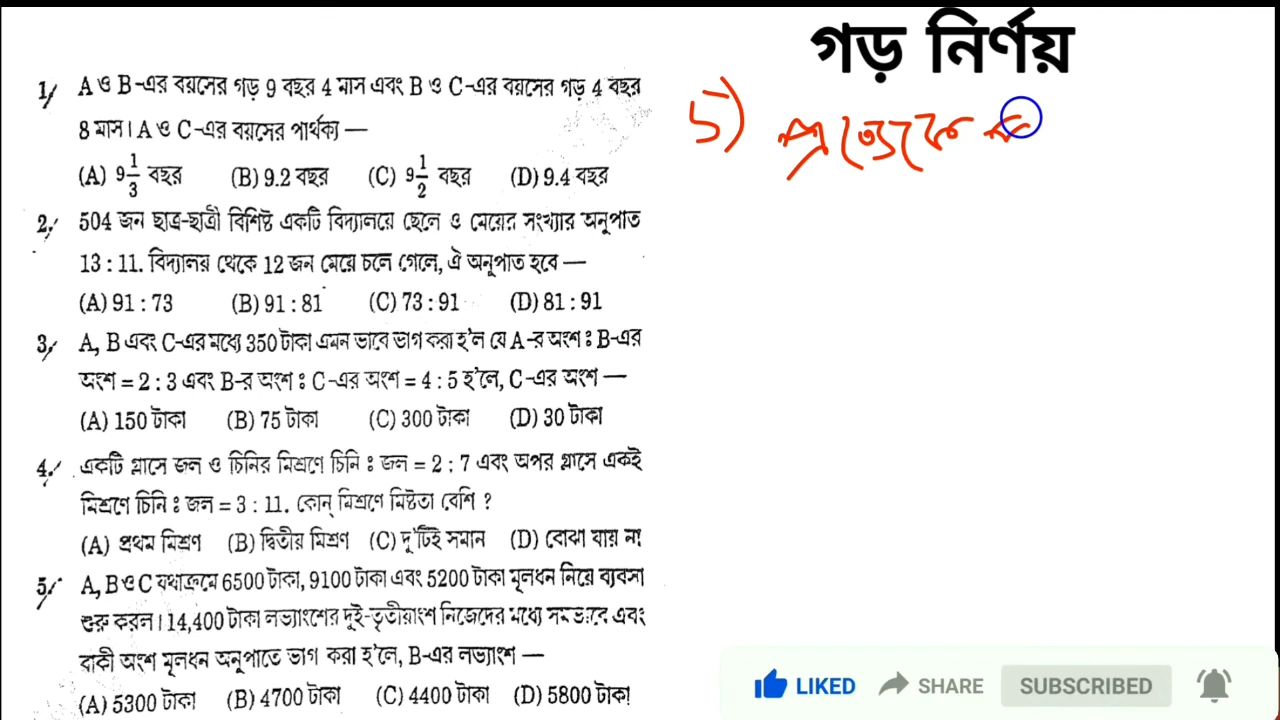 গড় নির্ণয়
1/ A ও B-এর বয়সের গড় 9 বছর 4 মাস এবং B ও C-এর বয়সের গড় 4 বছর
8 মাস। A ও C-এর বয়সের পার্থক্য —
(A) 9 1/3 বছর (B) 9.2 বছর (C) 9 1/2 বছর (D) 9.4 বছর
2. 504 জন ছাত্র-ছাত্রী বিশিষ্ট একটি বিদ্যালয়ে ছেলে ও মেয়ের সংখ্যার অনুপাত
13 : 11. বিদ্যালয় থেকে 12 জন মেয়ে চলে গেলে, ঐ অনুপাত হবে —
(A) 91 : 73 (B) 91 : 81 (C) 73 : 91 (D) 81 : 91
3, A, B এবং C-এর মধ্যে 350 টাকা এমন ভাবে ভাগ করা হ'ল যে A-র অংশ : B-এর
অংশ = 2 : 3 এবং B-র অংশ : C-এর অংশ = 4 : 5 হ'লে, C-এর অংশ —
(A) 150 টাকা (B) 75 টাকা (C) 300 টাকা (D) 30 টাকা
4. একটি গ্লাসে জল ও চিনির মিশ্রণে চিনি : জল = 2 : 7 এবং অপর গ্লাসে একই
মিশ্রণে চিনি : জল = 3 : 11. কোন্ মিশ্রণে মিষ্টতা বেশি ?
(A) প্রথম মিশ্রণ (B) দ্বিতীয় মিশ্রণ (C) দু'টিই সমান (D) বোঝা যায় না
5. A, B ও C যথাক্রমে 6500 টাকা, 9100 টাকা এবং 5200 টাকা মূলধন নিয়ে ব্যবসা
শুরু করল। 14,400 টাকা লভ্যাংশের দুই-তৃতীয়াংশ নিজেদের মধ্যে সমভাবে এবং
বাকী অংশ মূলধন অনুপাতে ভাগ করা হ'লে, B-এর লভ্যাংশ —
(A) 5300 টাকা (B) 4700 টাকা (C) 4400 টাকা (D) 5800 টাকা
5) প্রত্যেকে
LIKED SHARE SUBSCRIBED